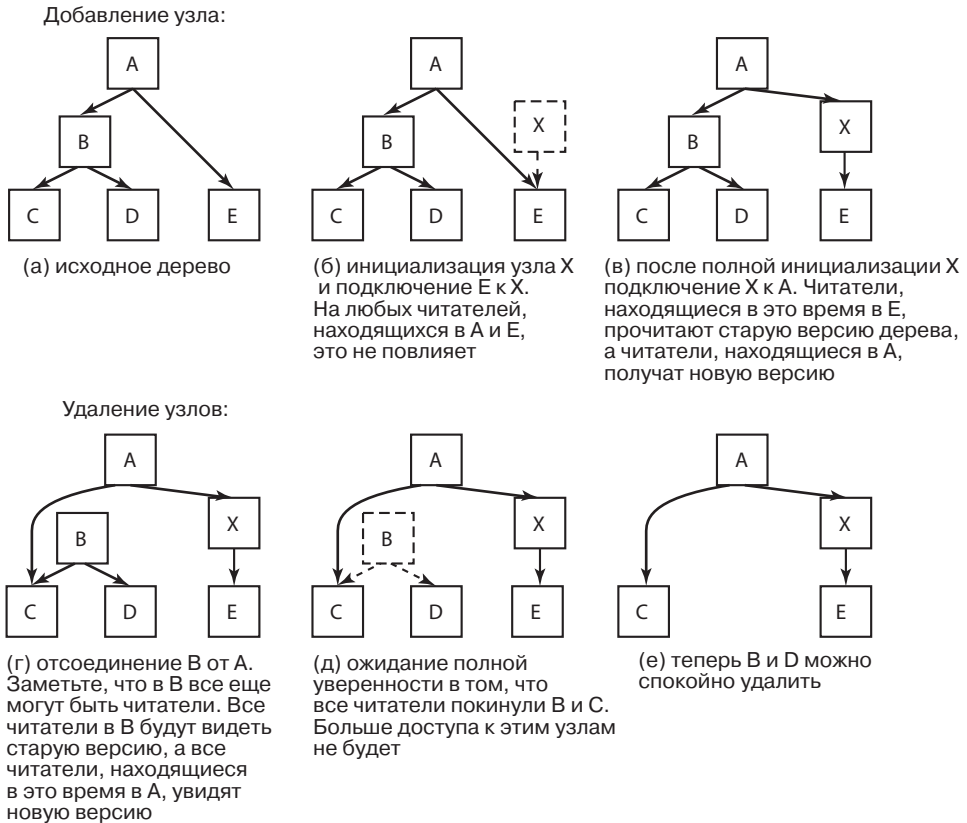 Добавление узла:
A
B
C
D
E
(а) исходное дерево
A
X
B
C
D
E
(б) инициализация узла X
и подключение E к X.
На любых читателей,
находящихся в A и E,
это не повлияет
A
X
B
C
D
E
(в) после полной инициализации X
подключение X к A. Читатели,
находящиеся в это время в E,
прочитают старую версию дерева,
а читатели, находящиеся в A,
получат новую версию
Удаление узлов:
A
X
B
C
D
E
(г) отсоединение B от A.
Заметьте, что в B все еще
могут быть читатели. Все
читатели в B будут видеть
старую версию, а все
читатели, находящиеся
в это время в A, увидят
новую версию
A
X
B
C
D
E
(д) ожидание полной
уверенности в том, что
все читатели покинули B и C.
Больше доступа к этим узлам
не будет
A
X
C
E
(е) теперь B и D можно
спокойно удалить